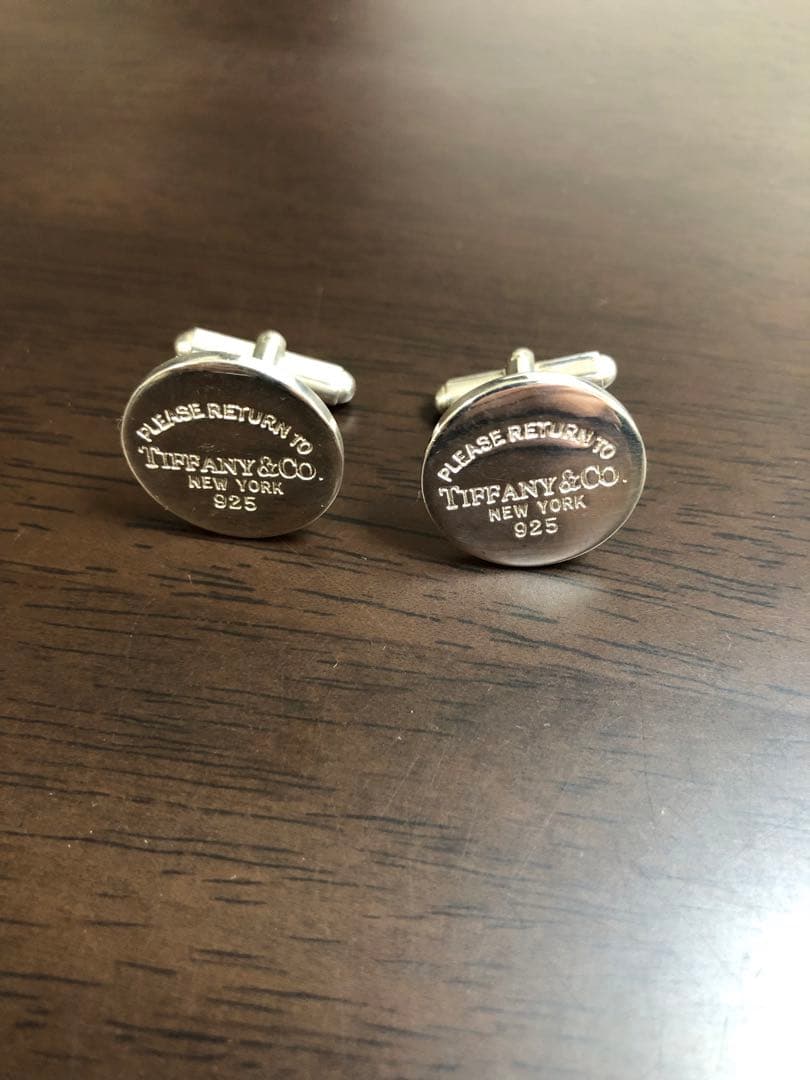 PLEASE RETURN TO
TIFFANY & CO.
NEW YORK
925
PLEASE RETURN TO
TIFFANY & CO.
NEW YORK
925